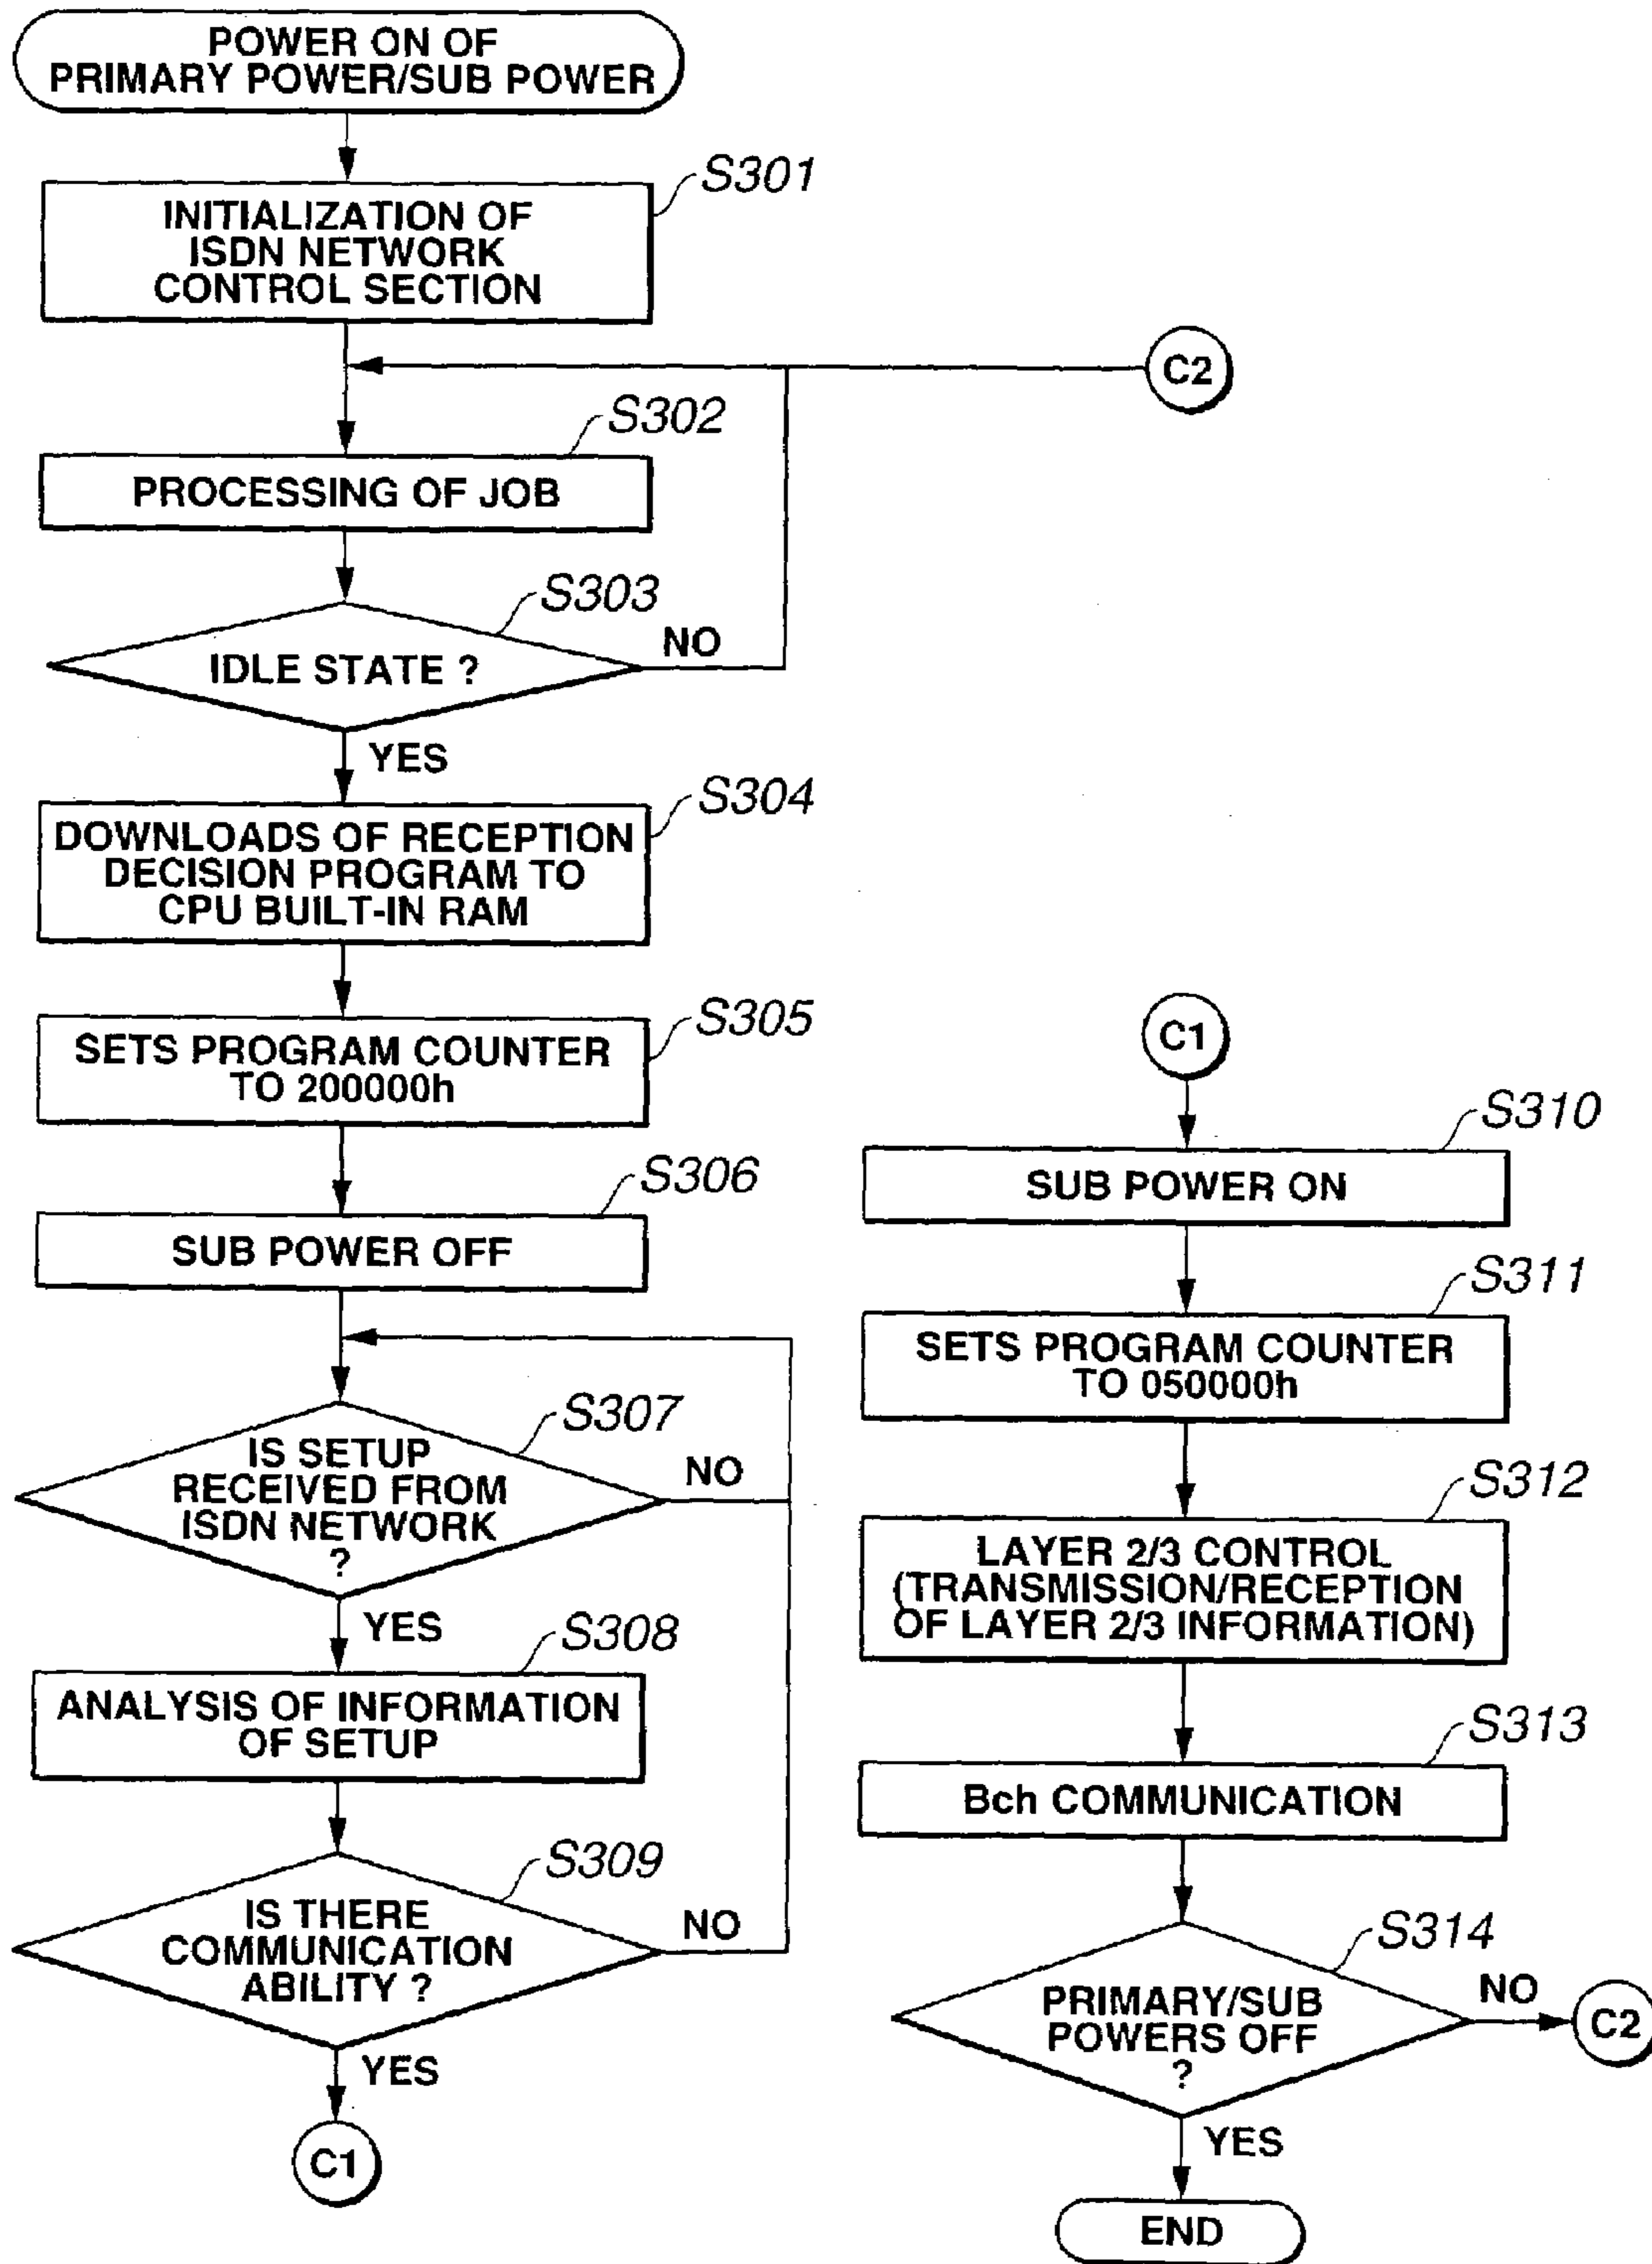 POWER ON OF
PRIMARY POWER/SUB POWER
S301
INITIALIZATION OF
ISDN NETWORK
CONTROL SECTION
C2
S302
PROCESSING OF JOB
S303
IDLE STATE ?
NO
YES
S304
DOWNLOADS OF RECEPTION
DECISION PROGRAM TO
CPU BUILT-IN RAM
S305
SETS PROGRAM COUNTER
TO 200000h
S306
SUB POWER OFF
S307
IS SETUP
RECEIVED FROM
ISDN NETWORK
?
NO
YES
S308
ANALYSIS OF INFORMATION
OF SETUP
S309
IS THERE
COMMUNICATION
ABILITY ?
NO
YES
C1
C1
S310
SUB POWER ON
S311
SETS PROGRAM COUNTER
TO 050000h
S312
LAYER 2/3 CONTROL
(TRANSMISSION/RECEPTION
OF LAYER 2/3 INFORMATION)
S313
Bch COMMUNICATION
S314
PRIMARY/SUB
POWERS OFF
?
NO
C2
YES
END